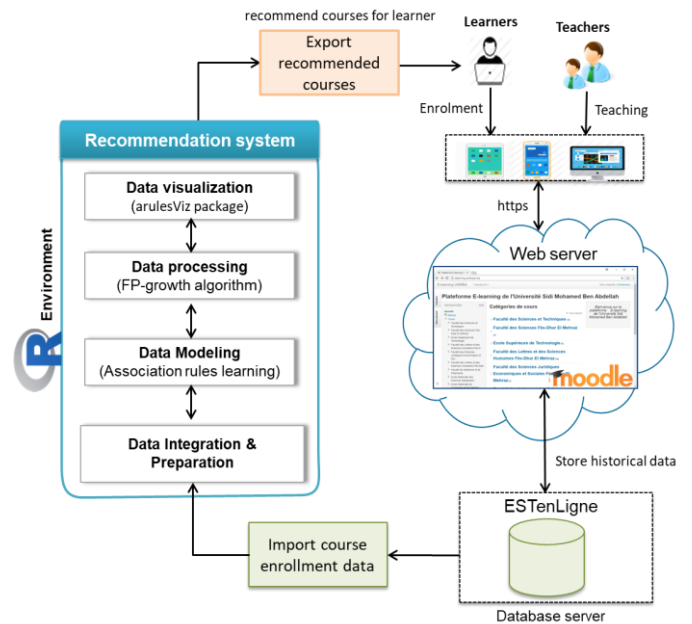 recommend courses for learner
Export
recommended
courses
Learners
Teachers
Enrolment
Teaching
https
Recommendation system
Data visualization
(arulesViz package)
Data processing
(FP-growth algorithm)
Data Modeling
(Association rules learning)
Data Integration &
Preparation
R Environment
Web server
Plateforme E-learning de l'Université Sidi Mohamed Ben Abdellah
Catégories de cours
Faculté des Sciences et Techniques
Faculté des Sciences Fès-Dhar El Mehraz
Ecole Supérieure de Technologie
Faculté des Lettres et des Sciences
Humaines Fès-Dhar El Mehraz
Faculté des Sciences Juridiques
Economiques et Sociales
Mehraz
moodle
Store historical data
ESTenLigne
Database server
Import course
enrollment data